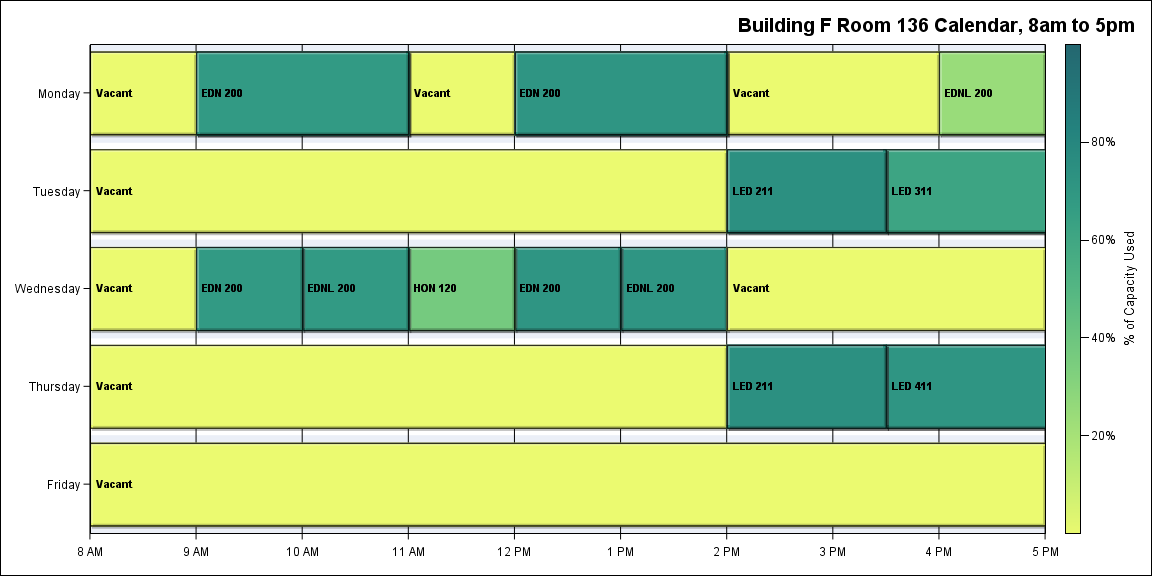 Building F Room 136 Calendar, 8am to 5pm
Monday Vacant EDN 200 Vacant EDN 200 Vacant EDNL 200
80%
Tuesday Vacant LED 211 LED 311
60%
% of Capacity Used
Wednesday Vacant EDN 200 EDNL 200 HON 120 EDN 200 EDNL 200 Vacant
40%
Thursday Vacant LED 211 LED 411
20%
Friday Vacant
8 AM 9 AM 10 AM 11 AM 12 PM 1 PM 2 PM 3 PM 4 PM 5 PM